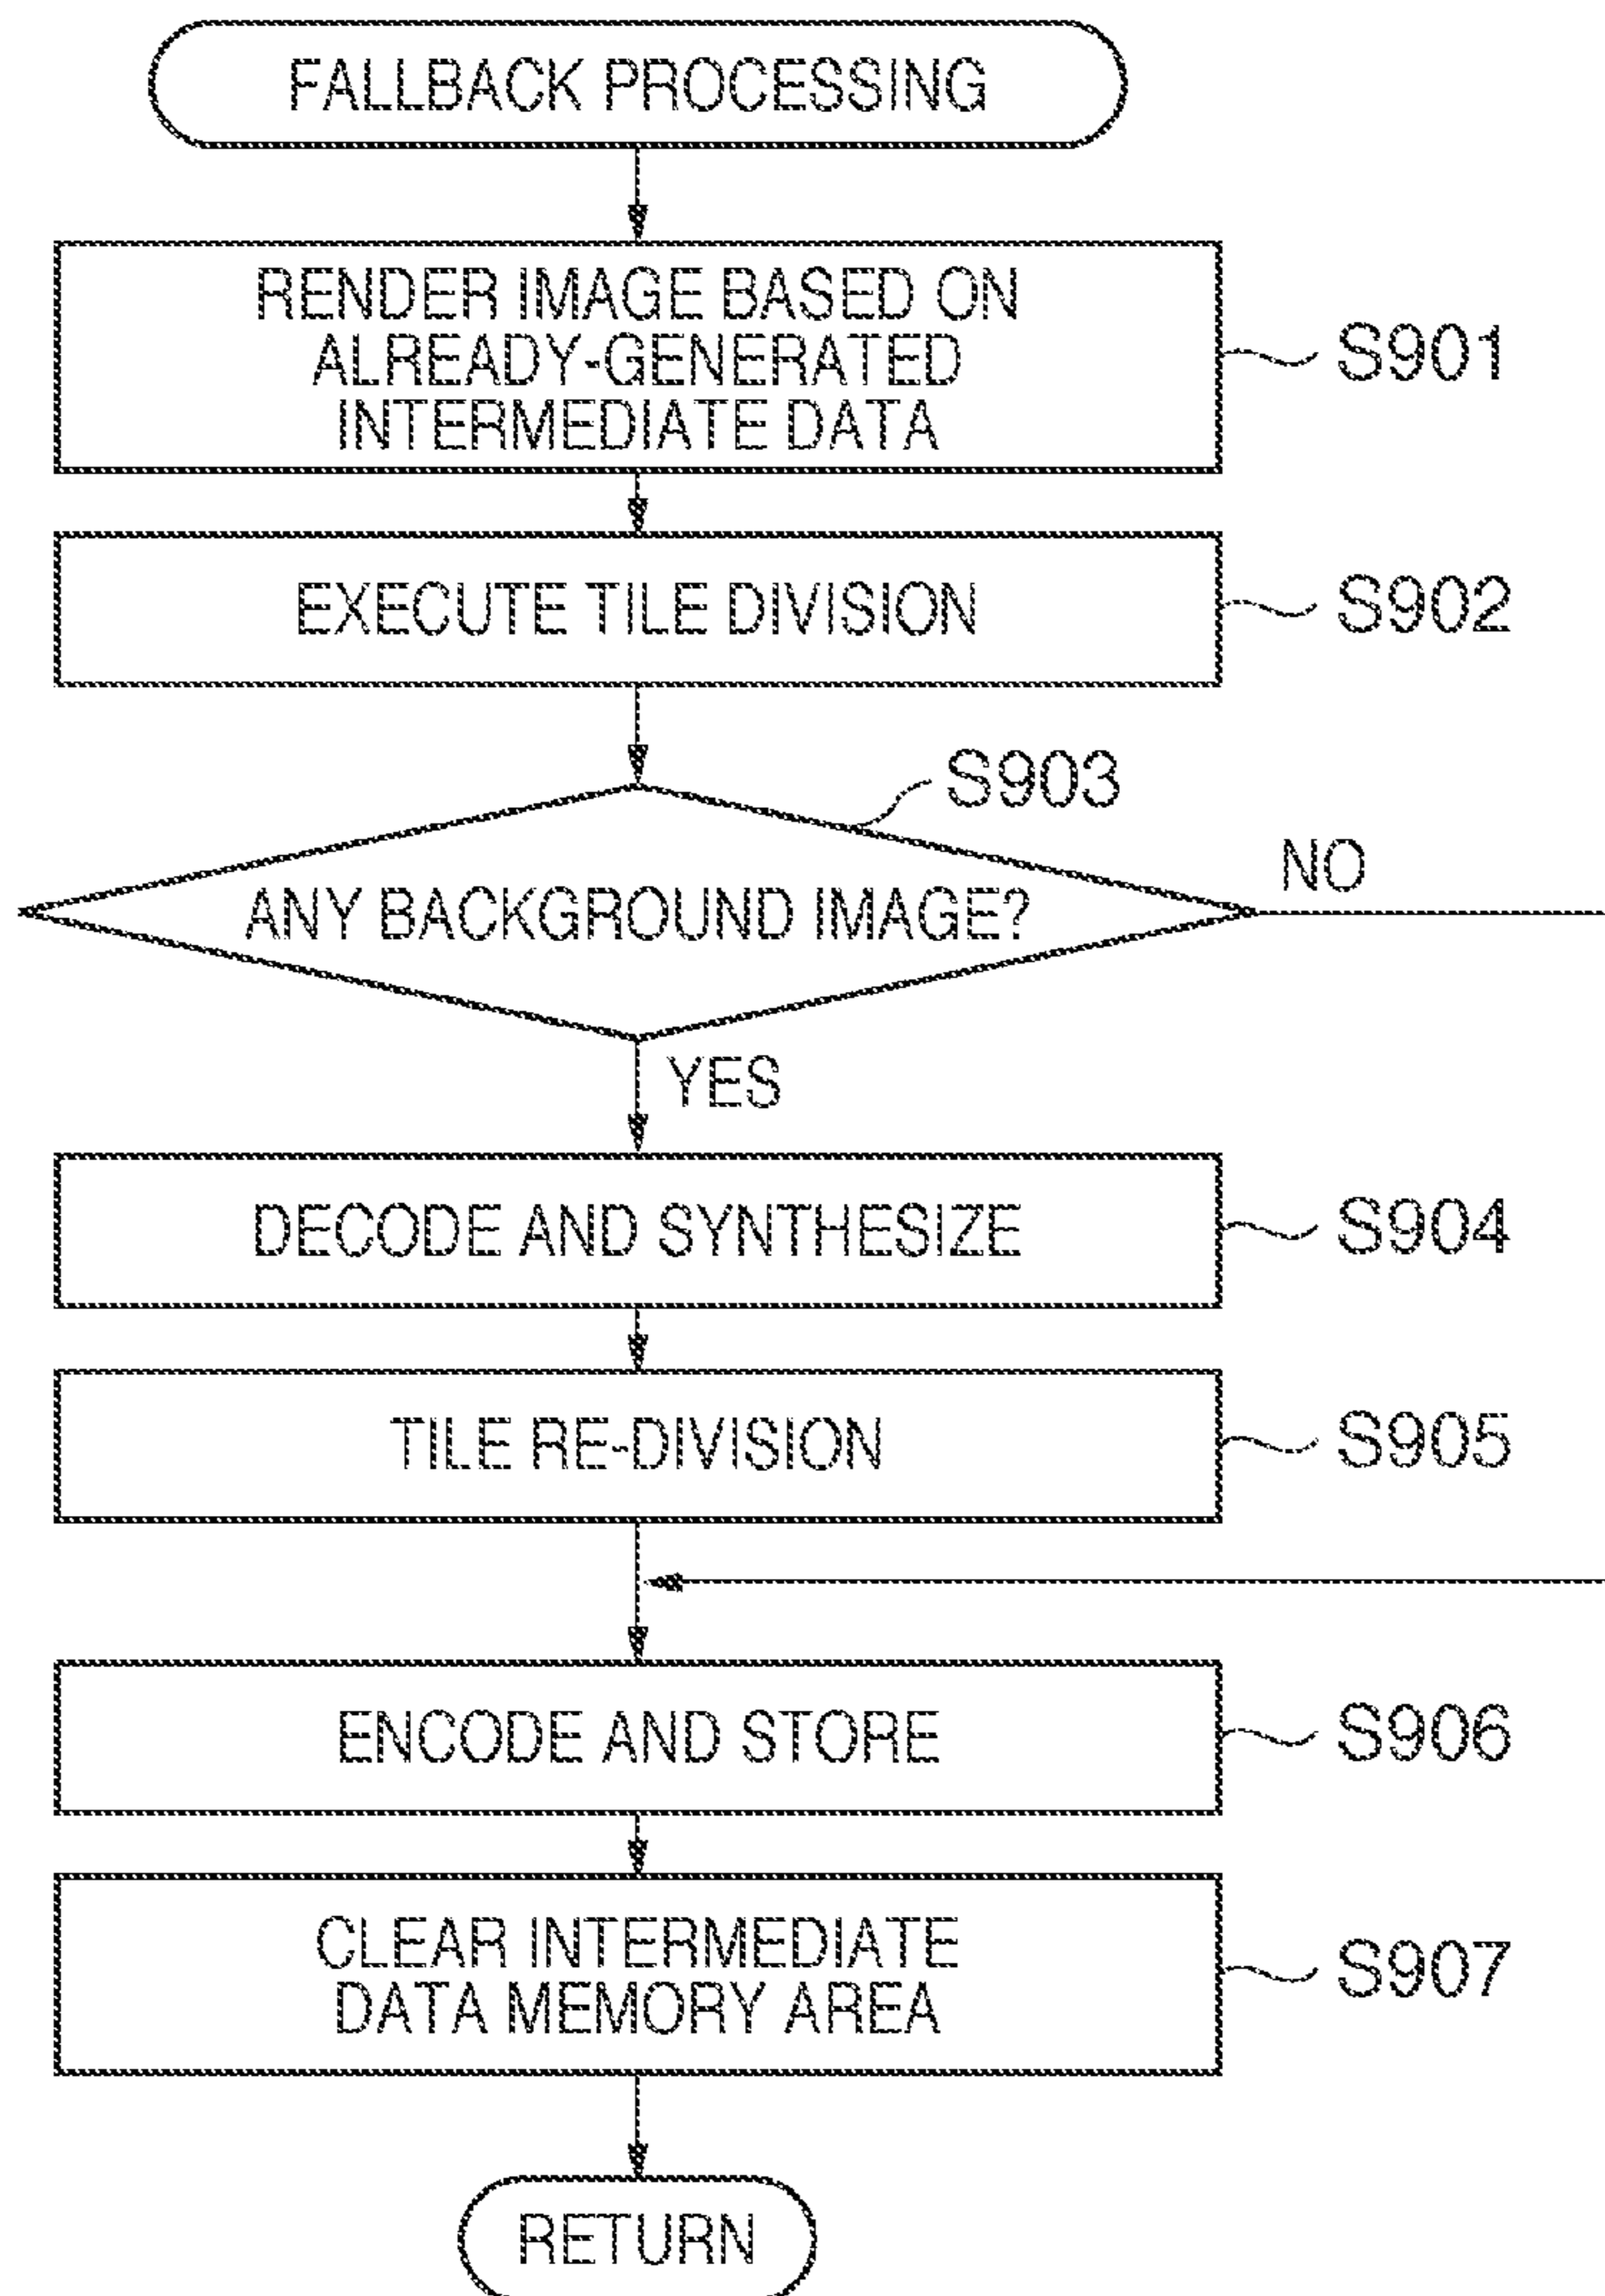 FALLBACK PROCESSING
RENDER IMAGE BASED ON
ALREADY-GENERATED
INTERMEDIATE DATA
S901
EXECUTE TILE DIVISION
S902
S903
ANY BACKGROUND IMAGE?
NO
YES
DECODE AND SYNTHESIZE
S904
TILE RE-DIVISION
S905
ENCODE AND STORE
S906
CLEAR INTERMEDIATE
DATA MEMORY AREA
S907
RETURN